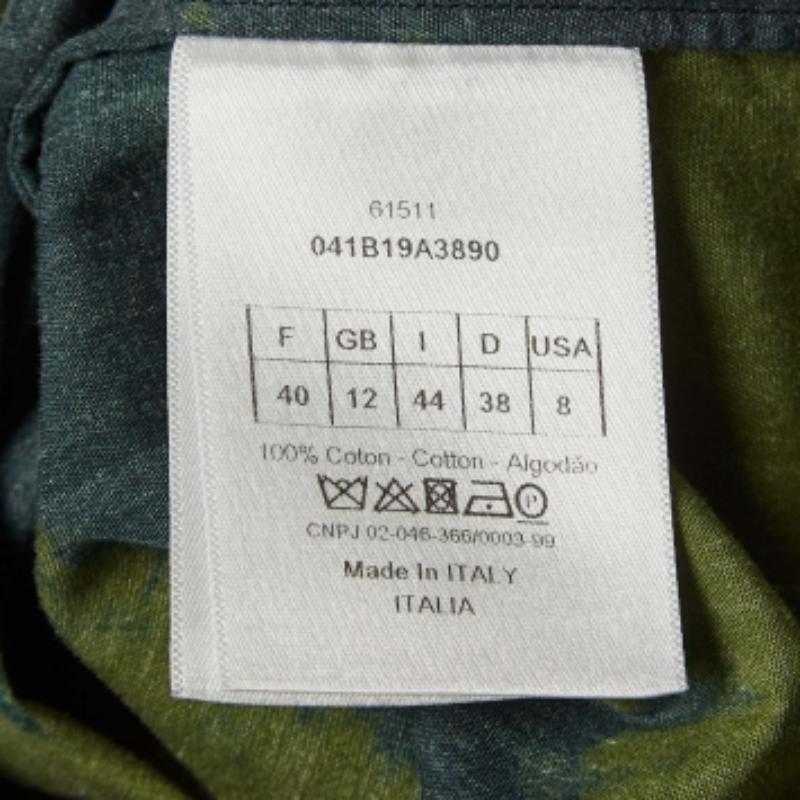 61511
041B19A3890
F GB I D USA
40 12 44 38 8
100% Coton - Cotton - Algodão
P
CNPJ 02-046-366/0003-99
Made In ITALY
ITALIA